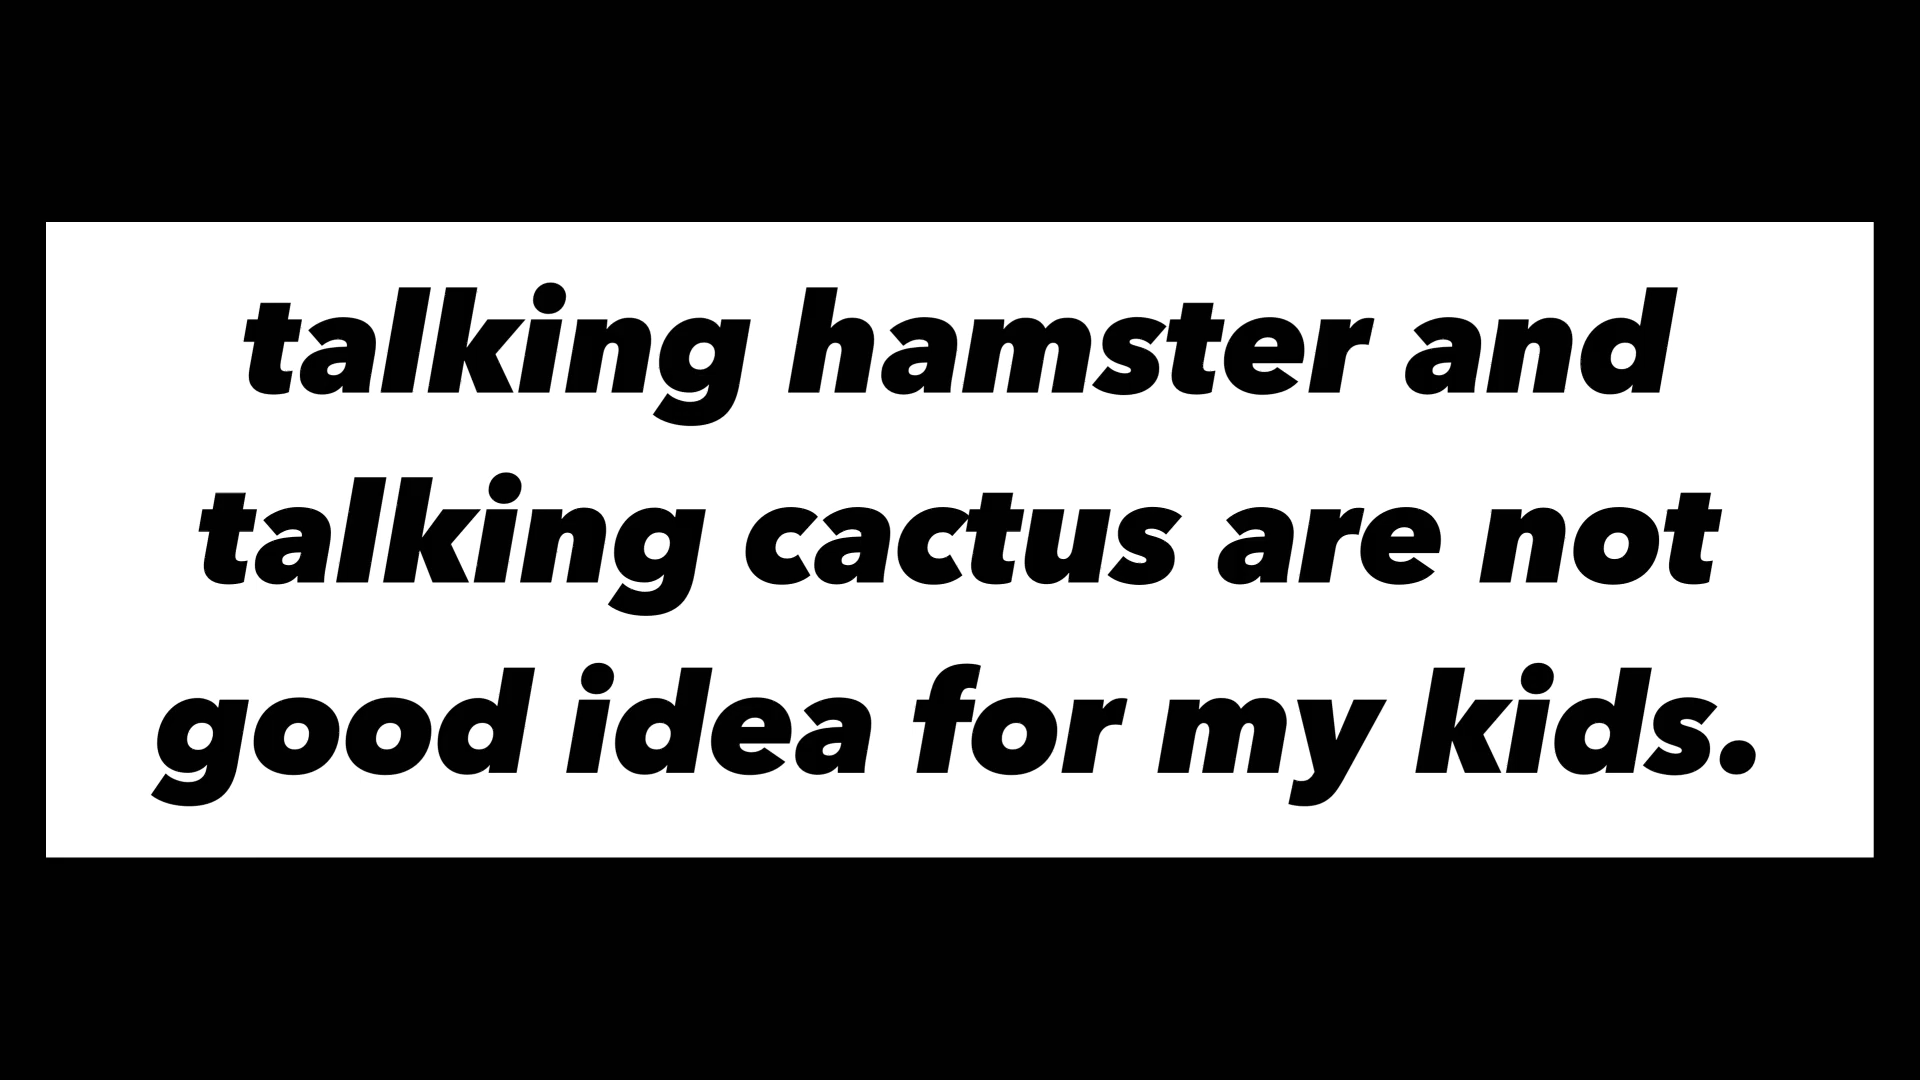 talking hamster and
talking cactus are not
good idea for my kids.